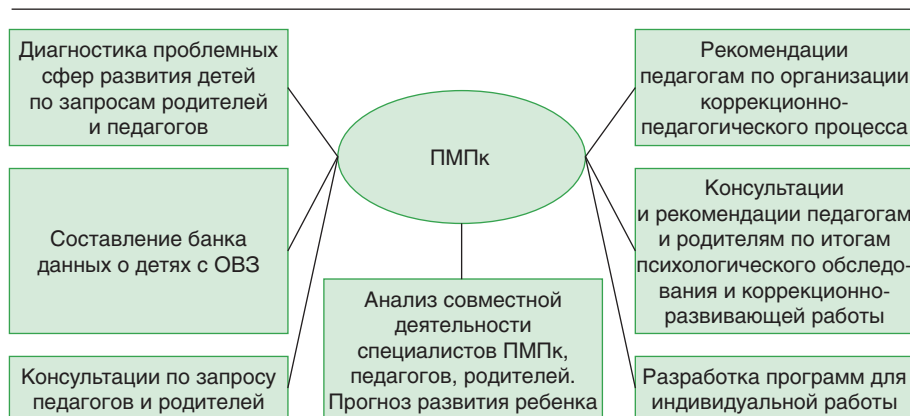 Диагностика проблемных
сфер развития детей
по запросам родителей
и педагогов
Составление банка
данных о детях с ОВЗ
Консультации по запросу
педагогов и родителей
ПМПк
Анализ совместной
деятельности
специалистов ПМПк,
педагогов, родителей.
Прогноз развития ребенка
Рекомендации
педагогам по организации
коррекционно-
педагогического процесса
Консультации
и рекомендации педагогам
и родителям по итогам
психологического обследо-
вания и коррекционно-
развивающей работы
Разработка программ для
индивидуальной работы